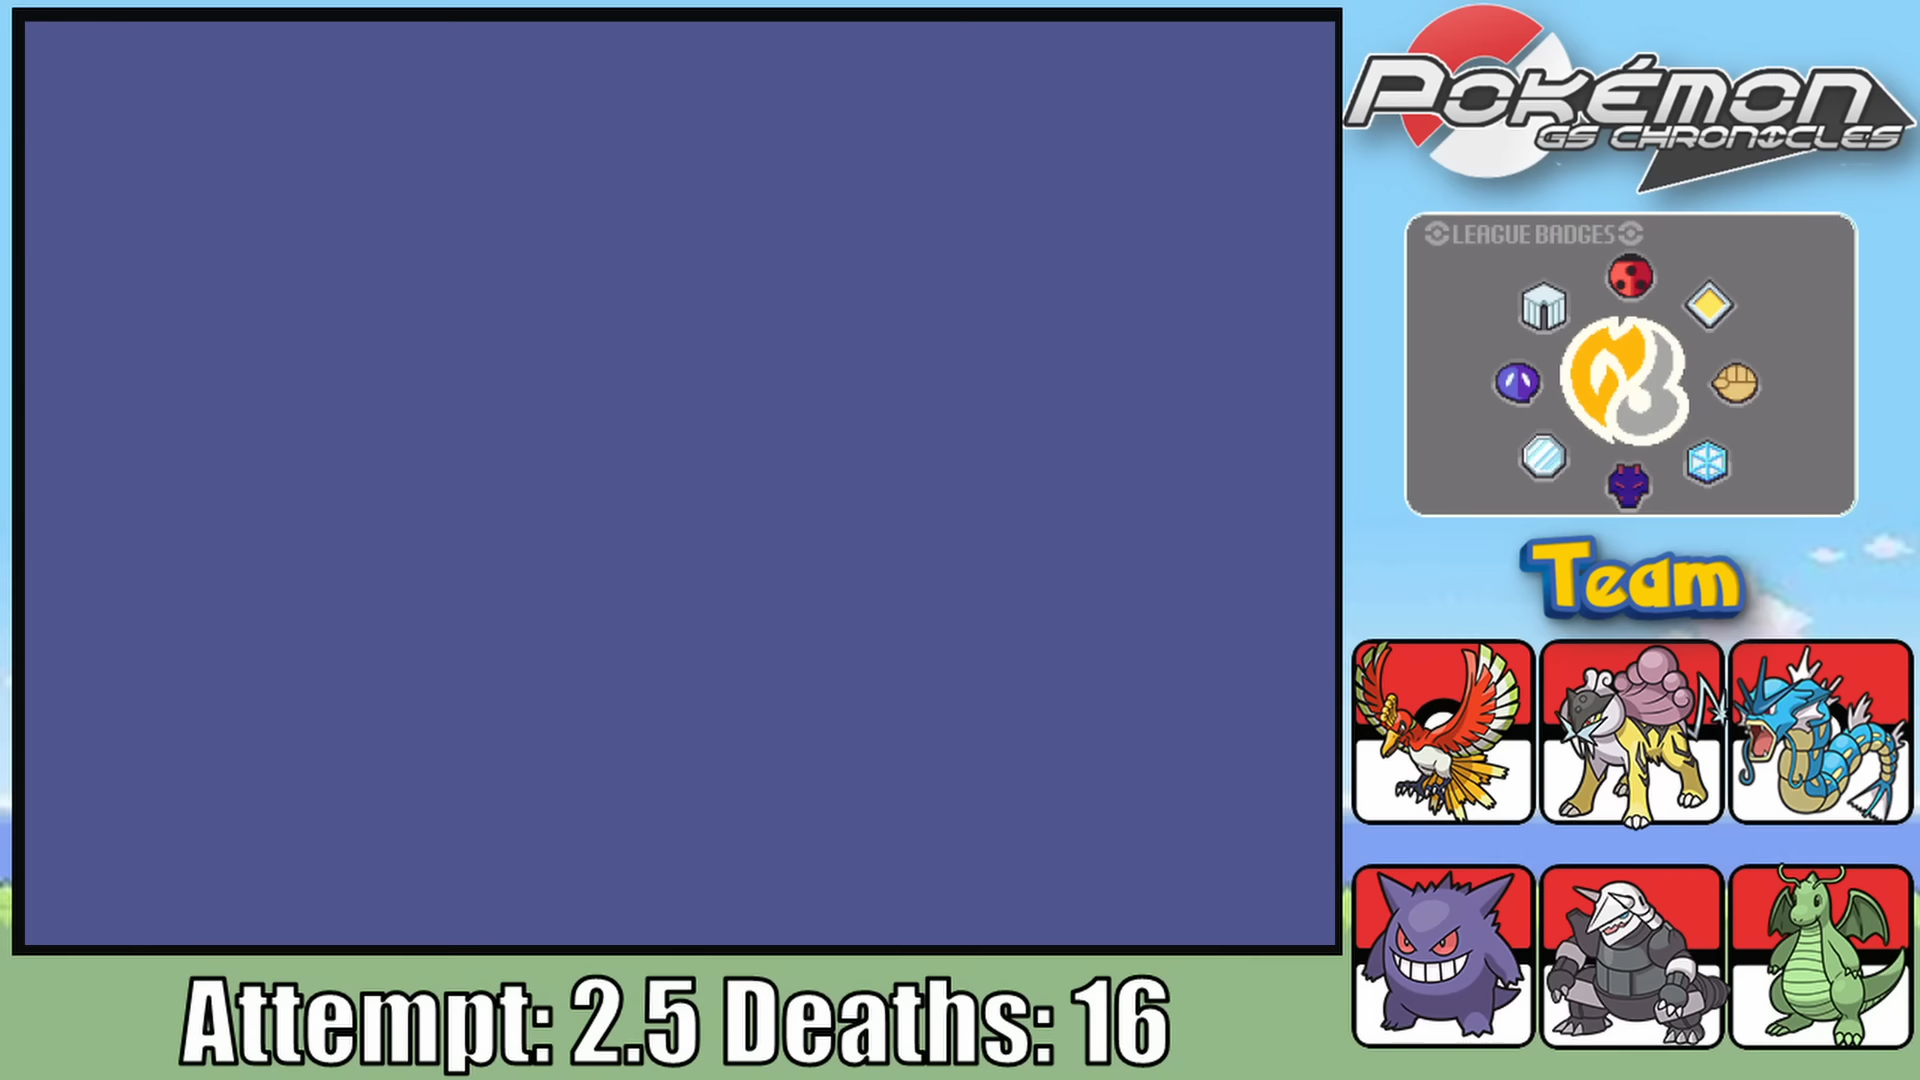 POKÉMON
GS CHRONICLES
LEAGUE BADGES
Team
Attempt: 2.5 Deaths: 16